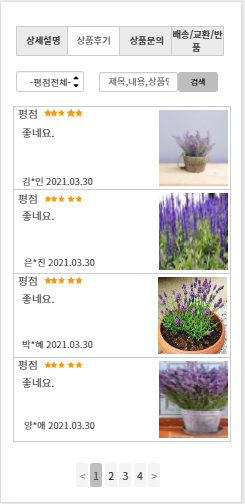 상세설명 상품후기 상품문의 배송/교환/반
품
-평점전체- 제목,내용,상품명 검색
평점 ★★★★★
좋네요.
김*인 2021.03.30
평점 ★★★★★
좋네요.
은*진 2021.03.30
평점 ★★★★★
좋네요.
박*혜 2021.03.30
평점 ★★★★★
좋네요.
양*애 2021.03.30
< 1 2 3 4 >